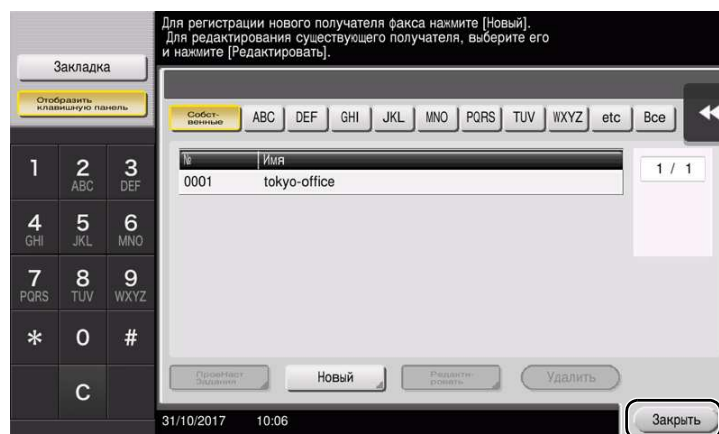 Для регистрации нового получателя факса нажмите [Новый].
Для редактирования существующего получателя, выберите его
и нажмите [Редактировать].
Закладка
Отобразить
клавишную панель
Собст-
венные ABC DEF GHI JKL MNO PQRS TUV WXYZ etc Все
№ Имя
0001 tokyo-office
1 / 1
1 2 3
ABC DEF
4 5 6
GHI JKL MNO
7 8 9
PQRS TUV WXYZ
* 0 #
C
ПровНаст
Задания
Новый
Редакти-
ровать
Удалить
31/10/2017 10:06
Закрыть